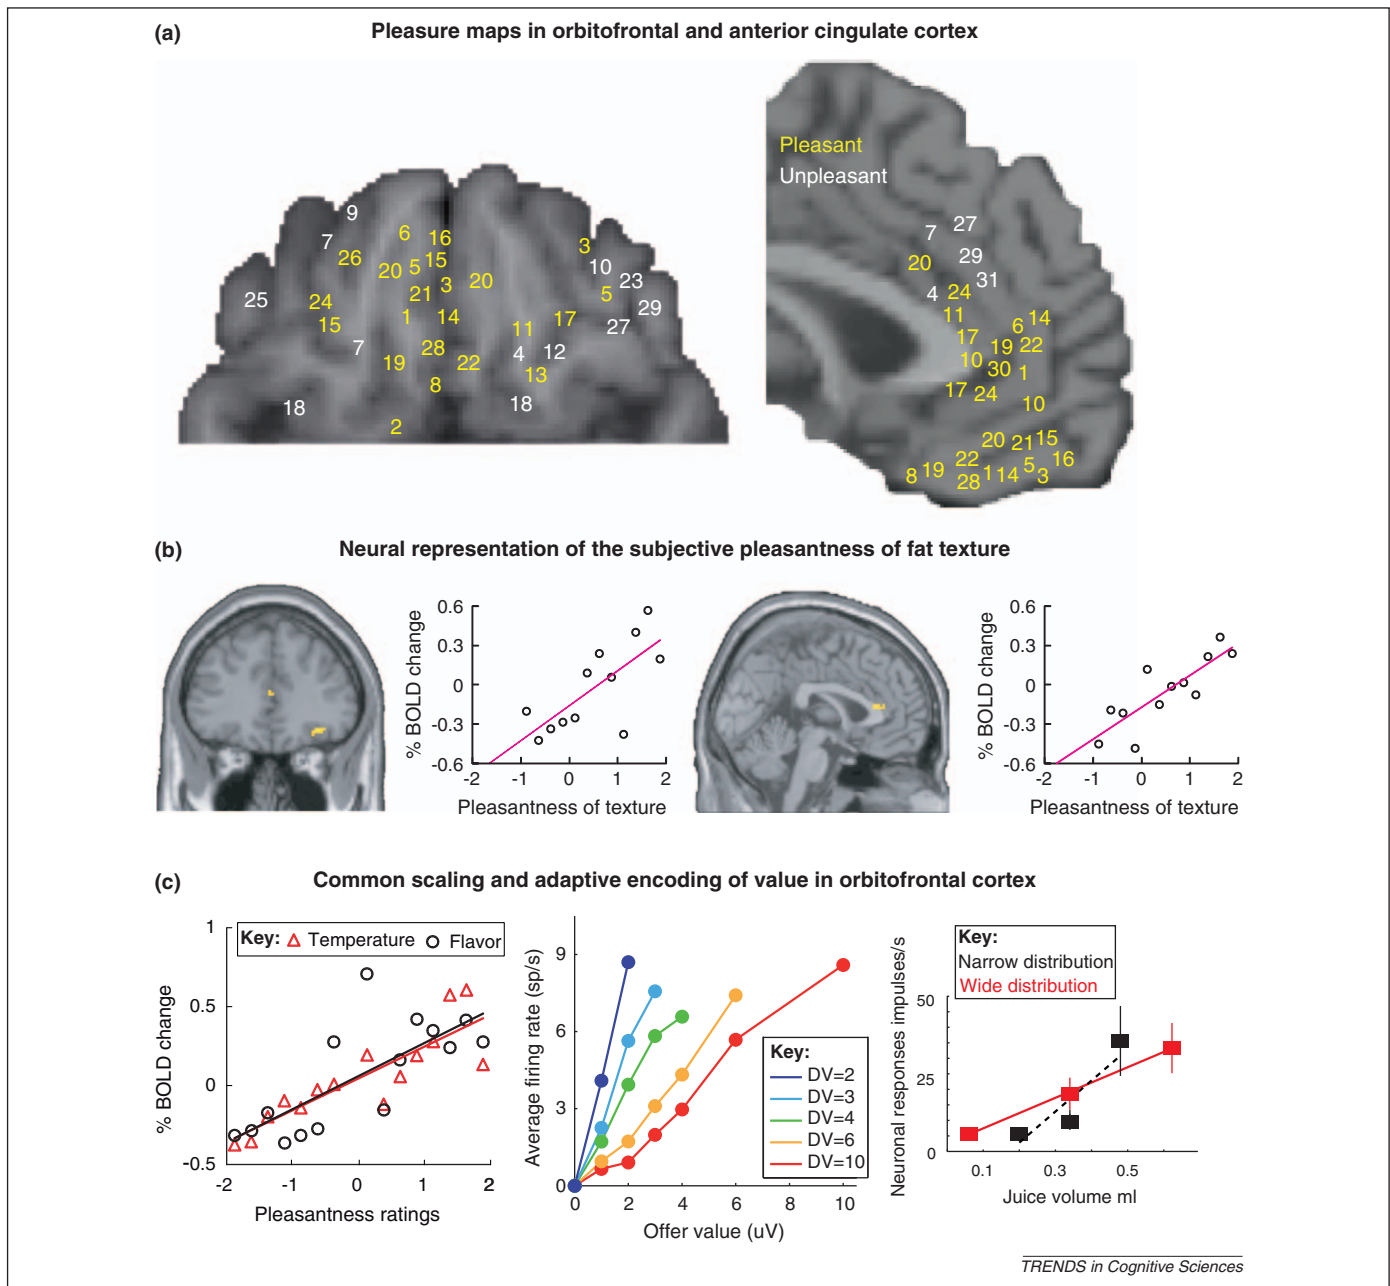 (a) Pleasure maps in orbitofrontal and anterior cingulate cortex
Pleasant
Unpleasant
9
7
6
16
26
20
5
15
3
20
3
10
23
5
29
25
24
21
15
1
14
11
17
27
7
28
4
12
19
22
13
8
18
18
2
27
7
29
20
31
4
24
11
6
14
17
19
22
10
30
1
17
24
10
20
21
15
22
5
16
8
19
28
1
14
3
(b) Neural representation of the subjective pleasantness of fat texture
% BOLD change
0.6
0.3
0
-0.3
-0.6
-2 -1 0 1 2
Pleasantness of texture
% BOLD change
0.6
0.3
0
-0.3
-0.6
-2 -1 0 1 2
Pleasantness of texture
(c) Common scaling and adaptive encoding of value in orbitofrontal cortex
Key: Temperature Flavor
% BOLD change
1
0.5
0
-0.5
-2 -1 0 1 2
Pleasantness ratings
Average firing rate (sp/s)
9
6
3
0
0 2 4 6 8 10
Offer value (uV)
Key:
DV=2
DV=3
DV=4
DV=6
DV=10
Key:
Narrow distribution
Wide distribution
Neuronal responses impulses/s
50
25
0
0.1 0.3 0.5
Juice volume ml
TRENDS in Cognitive Sciences